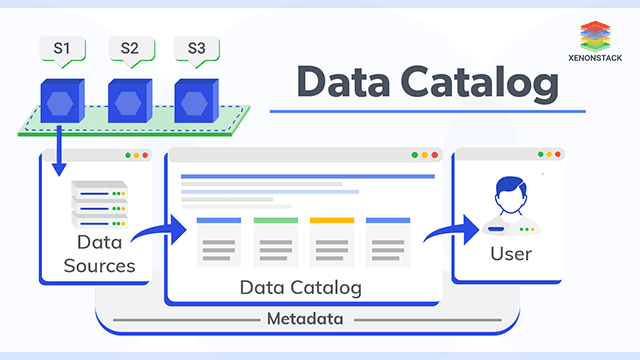 S1
S2
S3
XENONSTACK
Data Catalog
Data
Sources
Data Catalog
User
Metadata